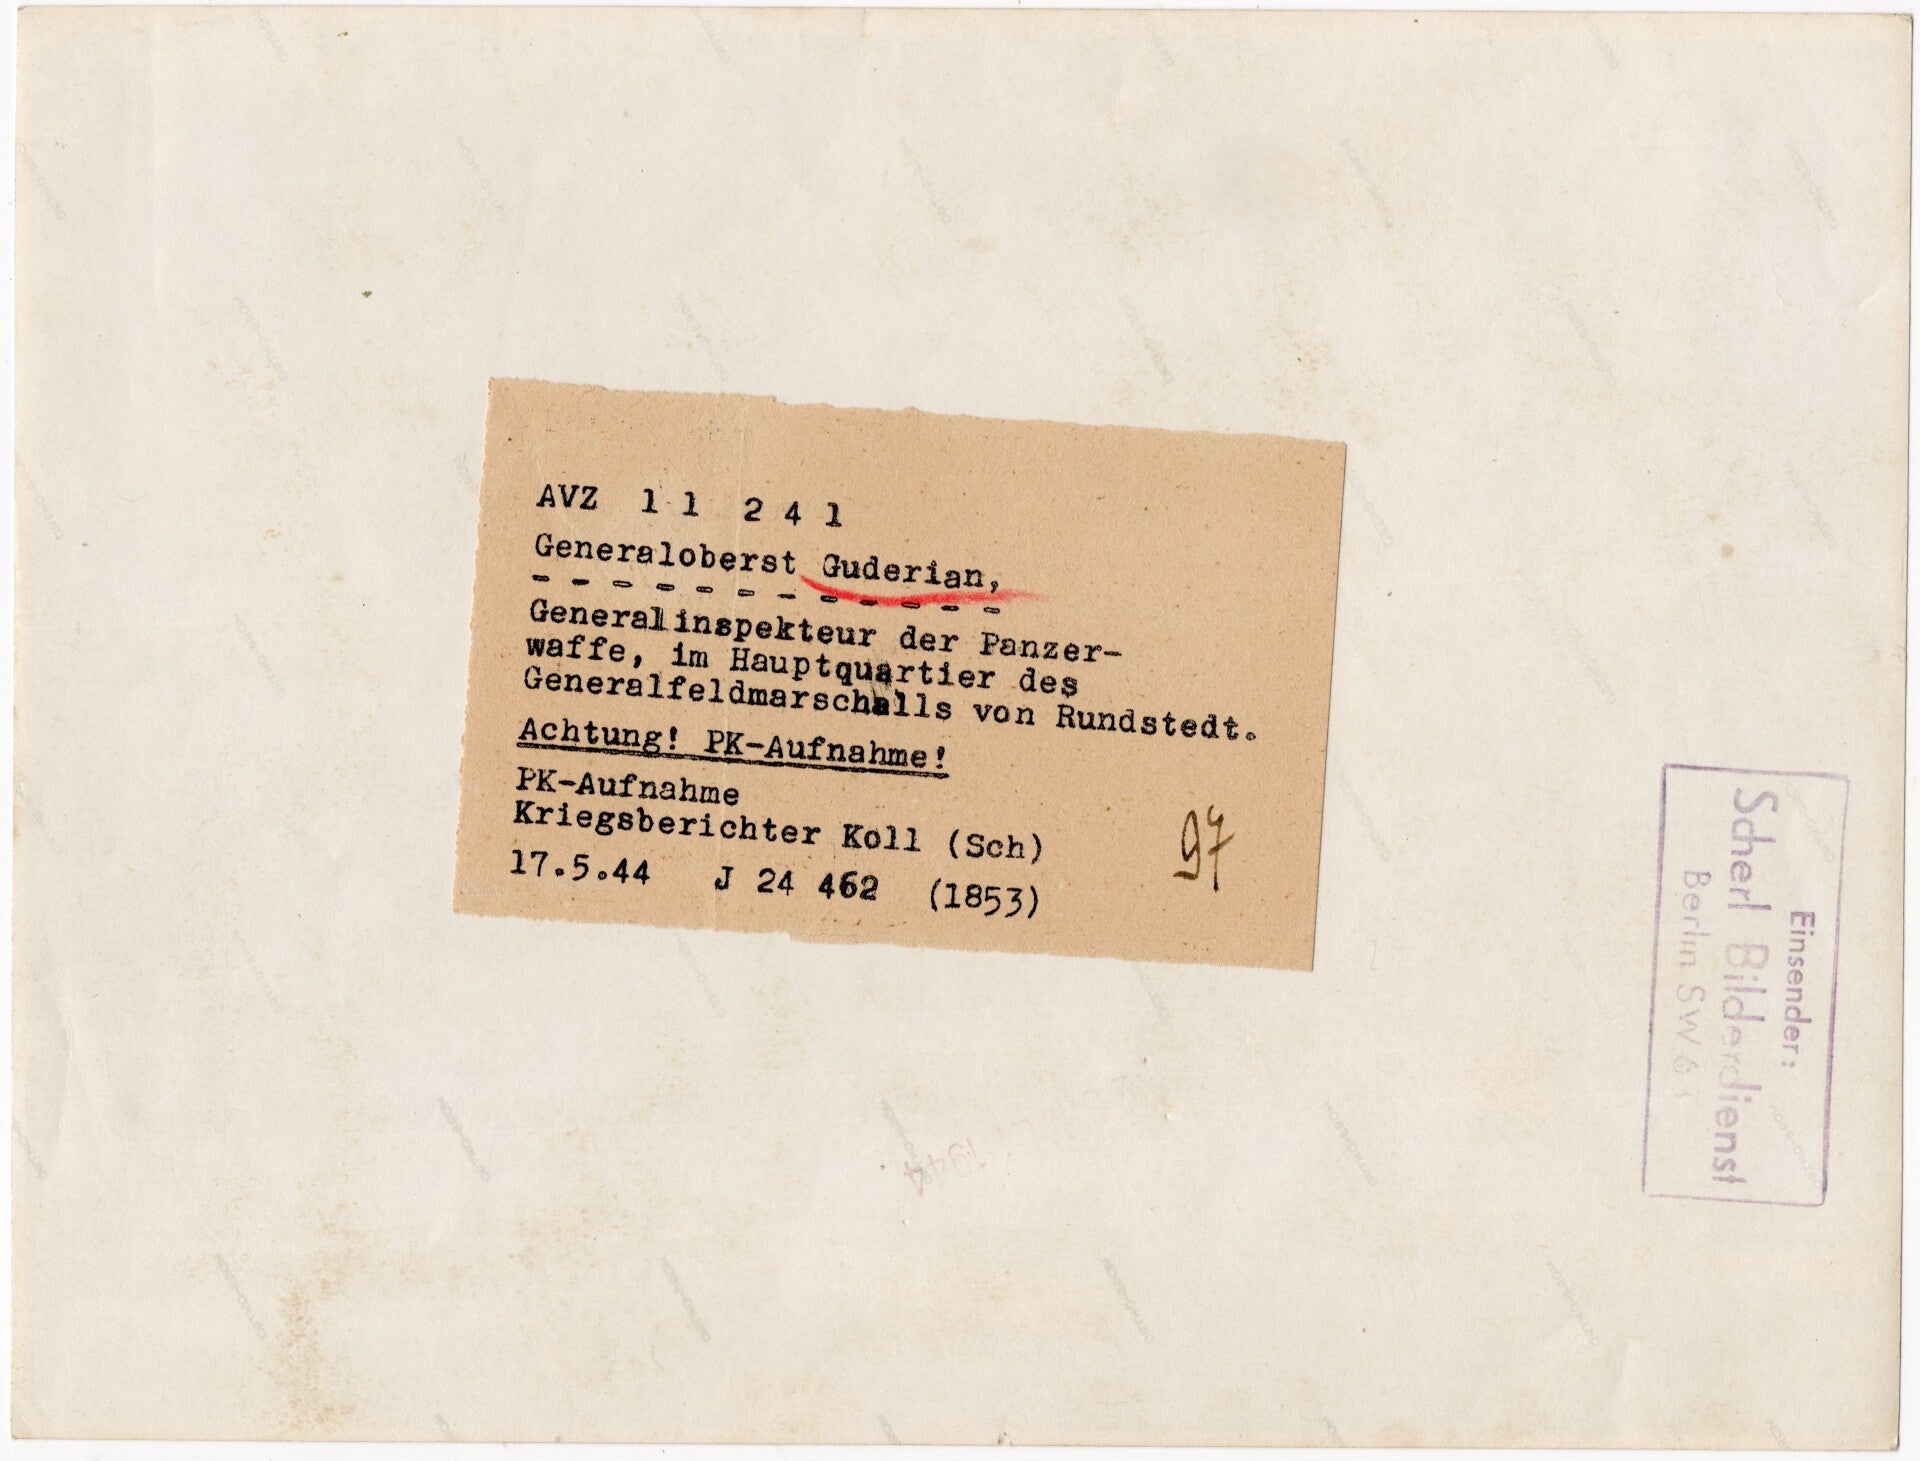 AVZ 11 241
Generaloberst Guderian,
Generalinspekteur der Panzer-
waffe, im Hauptquartier des
Generalfeldmarschalls von Rundstedt.
Achtung! PK-Aufnahme!
PK-Aufnahme
Kriegsberichter Koll (Sch)
17.5.44 J 24 462 (1853)
97
Einsender:
Scherl Bilderdienst
Berlin SW